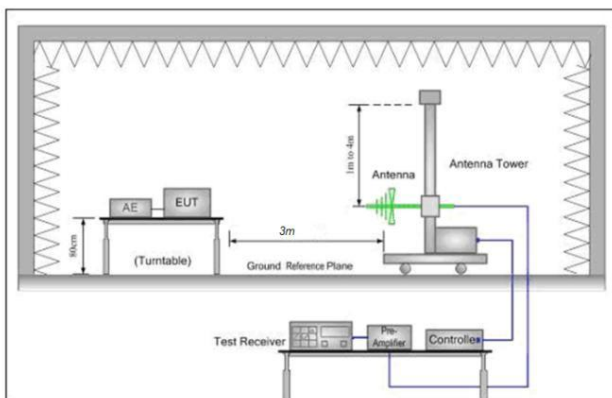 1m to 4m
Antenna
Antenna Tower
AE
EUT
80cm
(Turntable)
3m
Ground Reference Plane
Test Receiver
Pre-
Amplifier
Controller